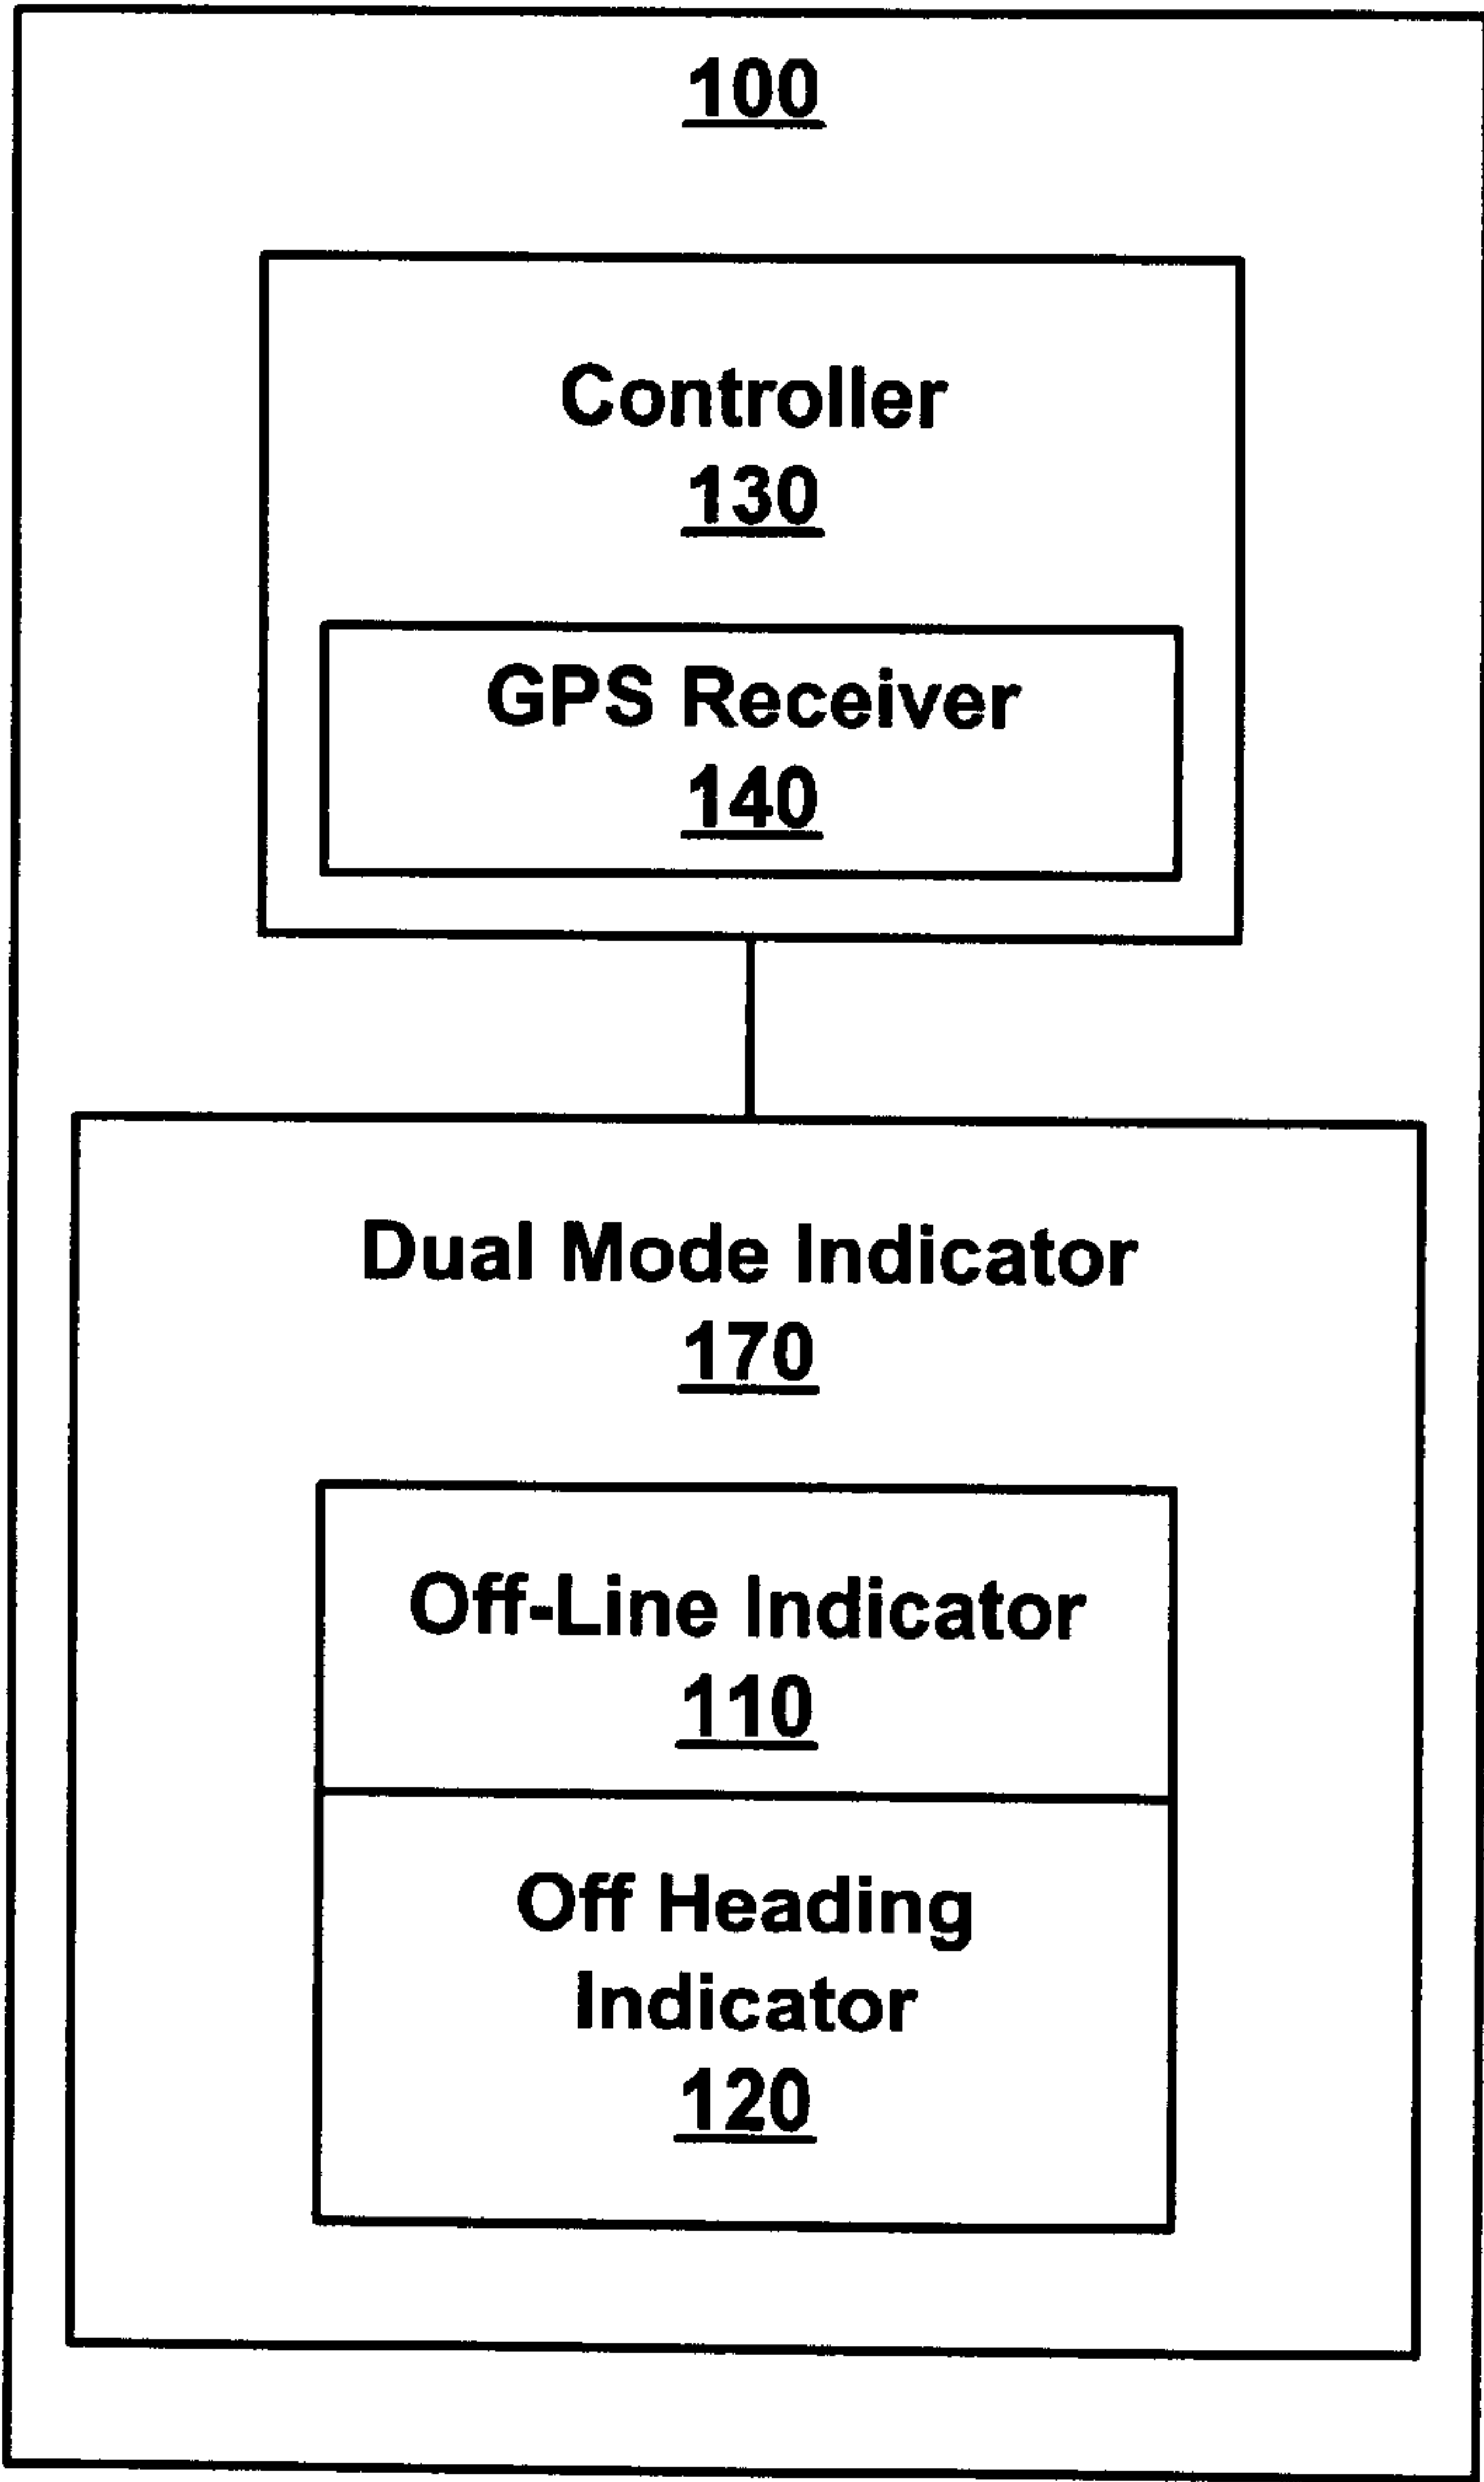 100
Controller
130
GPS Receiver
140
Dual Mode Indicator
170
Off-Line Indicator
110
Off Heading
Indicator
120